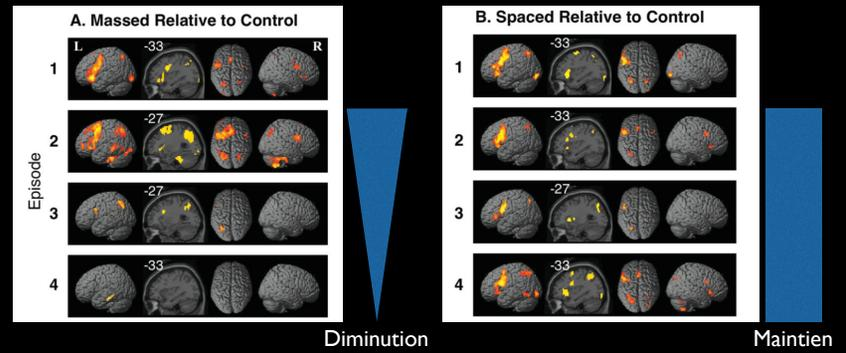 A. Massed Relative to Control
L
-33
R
1
-27
2
-27
3
-33
4
Episode
Diminution
B. Spaced Relative to Control
-33
1
-33
2
-27
3
-33
4
Maintien